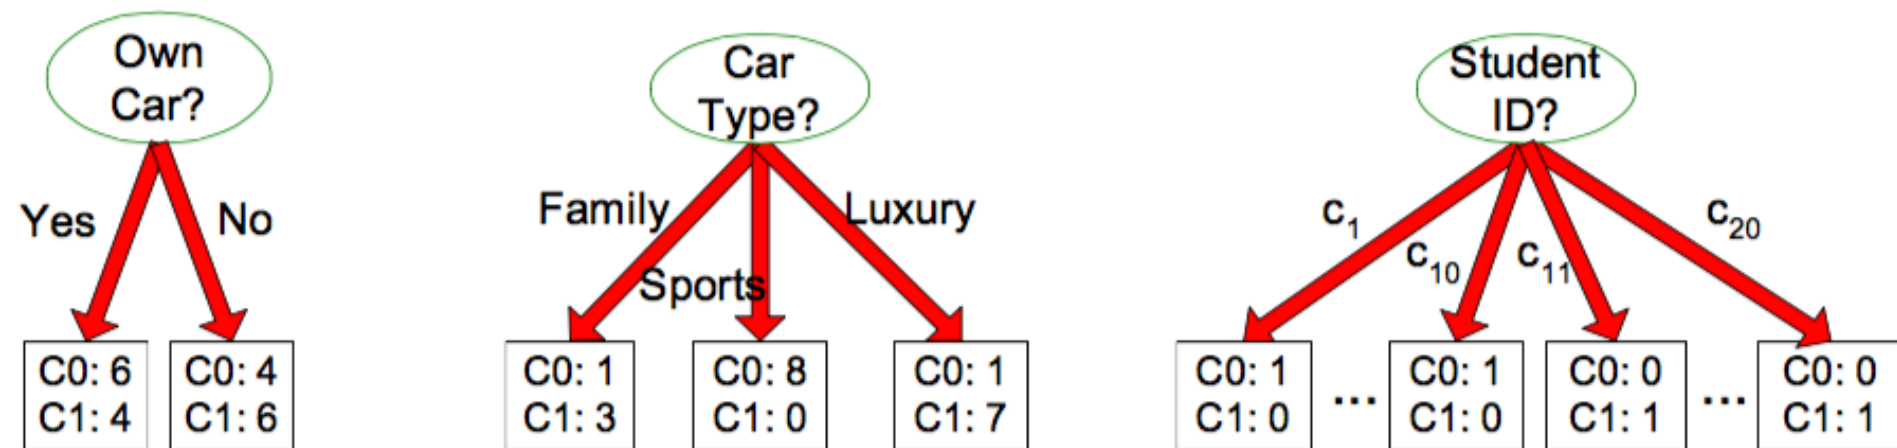 Own
Car?
Yes
No
C0: 6
C1: 4
C0: 4
C1: 6
Car
Type?
Family
Sports
Luxury
C0: 1
C1: 3
C0: 8
C1: 0
C0: 1
C1: 7
Student
ID?
c₁
c₁₀
c₁₁
c₂₀
C0: 1
C1: 0
...
C0: 1
C1: 0
C0: 0
C1: 1
...
C0: 0
C1: 1